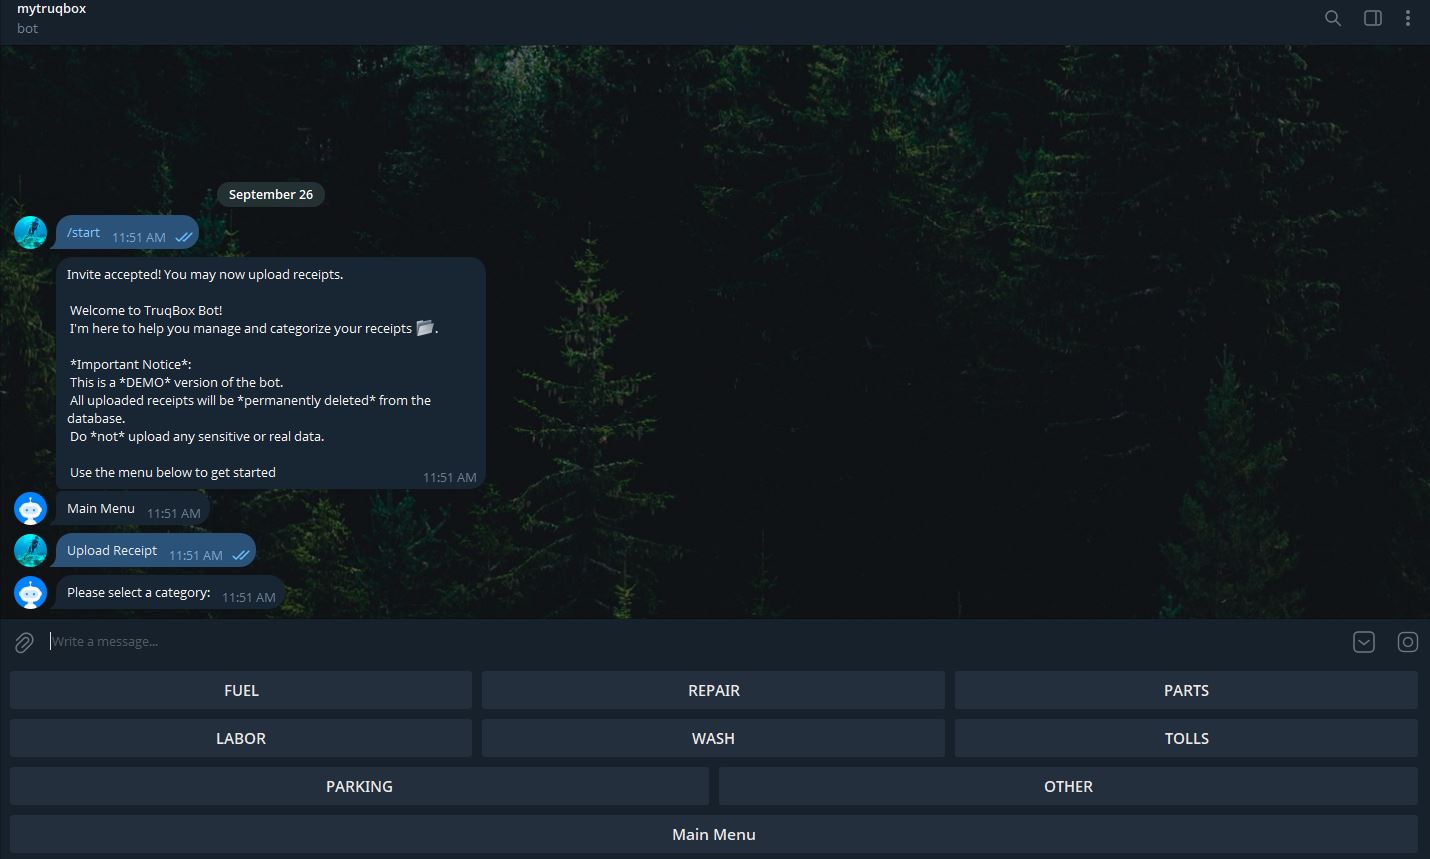 mytruqbox
bot
September 26
/start 11:51 AM
Invite accepted! You may now upload receipts.
Welcome to TruqBox Bot!
I'm here to help you manage and categorize your receipts 📂.
*Important Notice*:
This is a *DEMO* version of the bot.
All uploaded receipts will be *permanently deleted* from the
database.
Do *not* upload any sensitive or real data.
Use the menu below to get started 11:51 AM
Main Menu 11:51 AM
Upload Receipt 11:51 AM
Please select a category: 11:51 AM
Write a message...
FUEL REPAIR PARTS
LABOR WASH TOLLS
PARKING OTHER
Main Menu